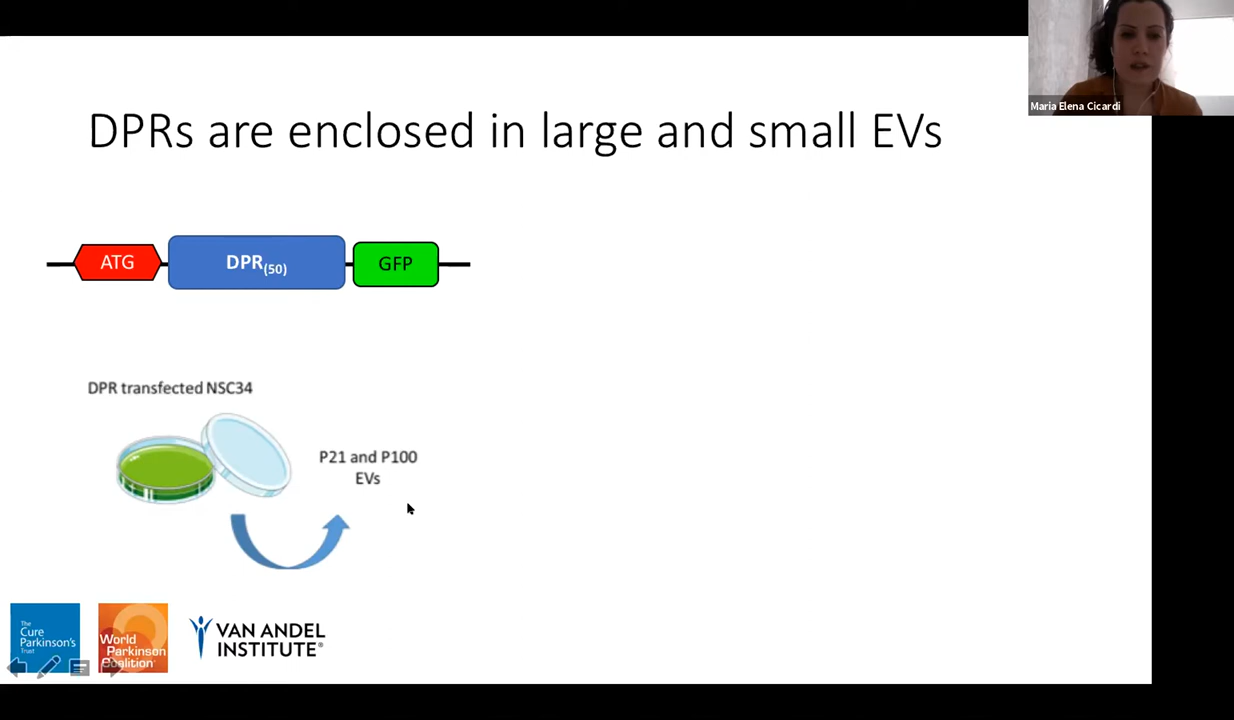 Maria Elena Cicardi
DPRs are enclosed in large and small EVs
ATG
DPR(50)
GFP
DPR transfected NSC34
P21 and P100
EVs
The
Cure
Parkinson's
Trust
World
Parkinson
Coalition
VAN ANDEL
INSTITUTE®